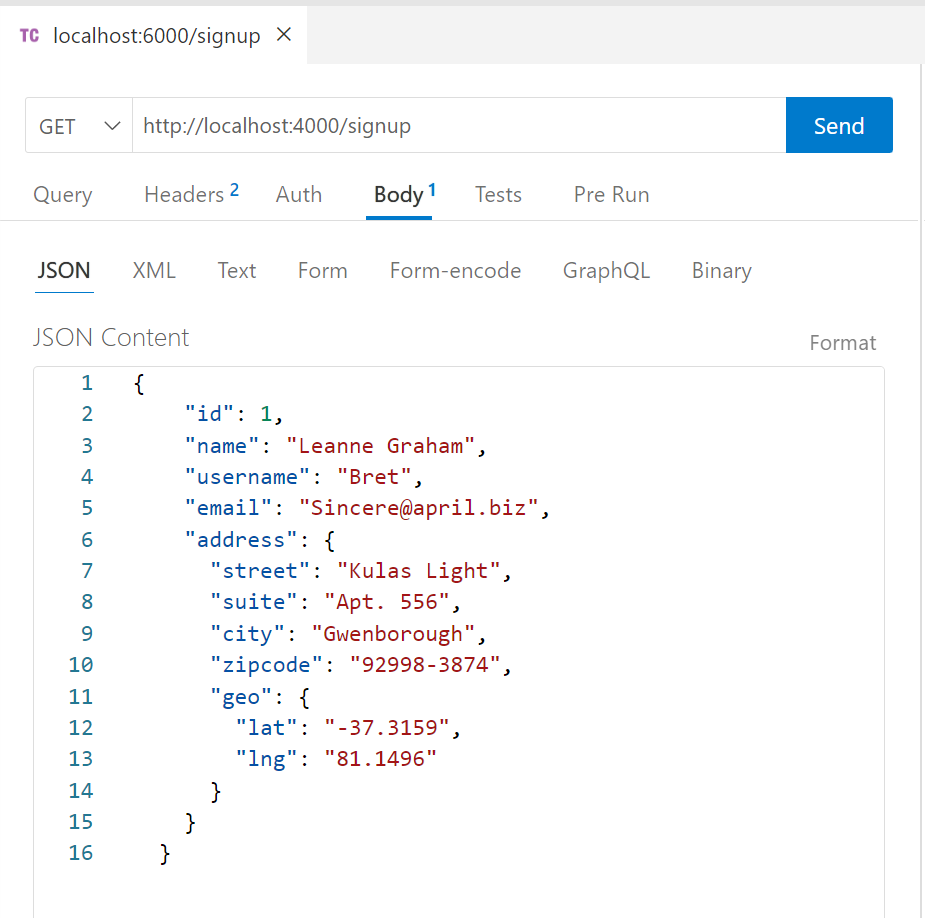 TC localhost:6000/signup ×
GET http://localhost:4000/signup Send
Query Headers 2 Auth Body 1 Tests Pre Run
JSON XML Text Form Form-encode GraphQL Binary
JSON Content
Format
1 {
2 "id": 1,
3 "name": "Leanne Graham",
4 "username": "Bret",
5 "email": "Sincere@april.biz",
6 "address": {
7 "street": "Kulas Light",
8 "suite": "Apt. 556",
9 "city": "Gwenborough",
10 "zipcode": "92998-3874",
11 "geo": {
12 "lat": "-37.3159",
13 "lng": "81.1496"
14 }
15 }
16 }